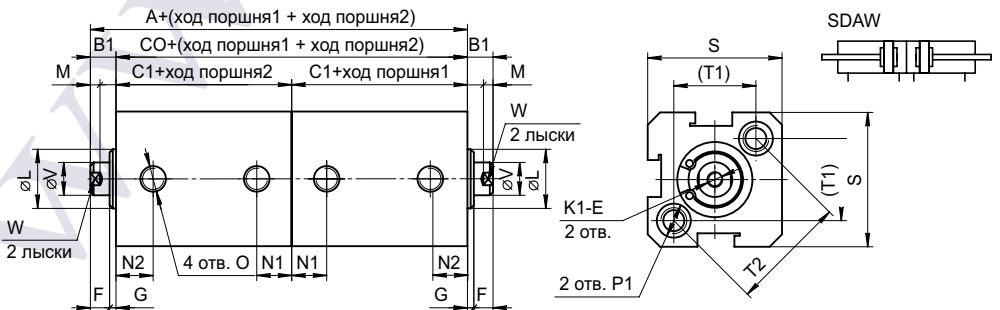 A+(ход поршня1 + ход поршня2)
B1 CO+(ход поршня1 + ход поршня2) B1
M C1+ход поршня2 C1+ход поршня1 M
W
2 лыски
øL
øV
øV
øL
W
2 лыски
N2 4 отв. O N1 N1 N2
F G G F
SDAW
S
(T1)
S
(T1)
K1-E
2 отв.
T2
2 отв. P1